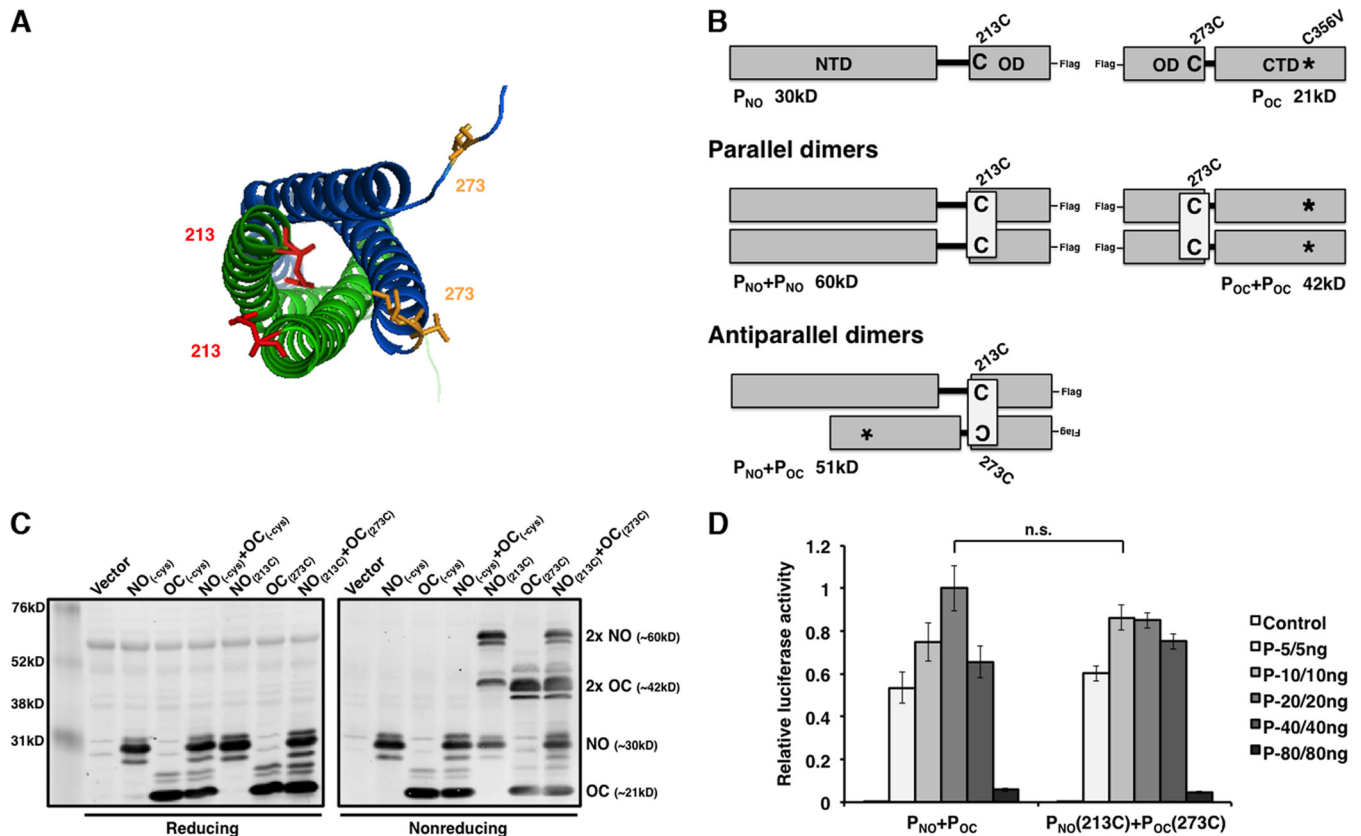 A
213
213
273
273
B
213C
273C
C356V
NTD
C OD
Flag
Flag
OD C
CTD *
P_NO 30kD
P_OC 21kD
Parallel dimers
213C
273C
C
C
Flag
Flag
C
C
Flag
Flag
*
*
P_NO+P_NO 60kD
P_OC+P_OC 42kD
Antiparallel dimers
213C
C
Flag
*
C
Flag
P_NO+P_OC 51kD
273C
C
Vector
NO(-cys)
OC(-cys)
NO(-cys)+OC(-cys)
NO(213C)
OC(273C)
NO(213C)+OC(273C)
Vector
NO(-cys)
OC(-cys)
NO(-cys)+OC(-cys)
NO(213C)
OC(273C)
NO(213C)+OC(273C)
76kD
52kD
38kD
31kD
2x NO (~60kD)
2x OC (~42kD)
NO (~30kD)
OC (~21kD)
Reducing
Nonreducing
D
n.s.
Relative luciferase activity
1.2
1
0.8
0.6
0.4
0.2
0
P_NO+P_OC
P_NO(213C)+P_OC(273C)
Control
P-5/5ng
P-10/10ng
P-20/20ng
P-40/40ng
P-80/80ng